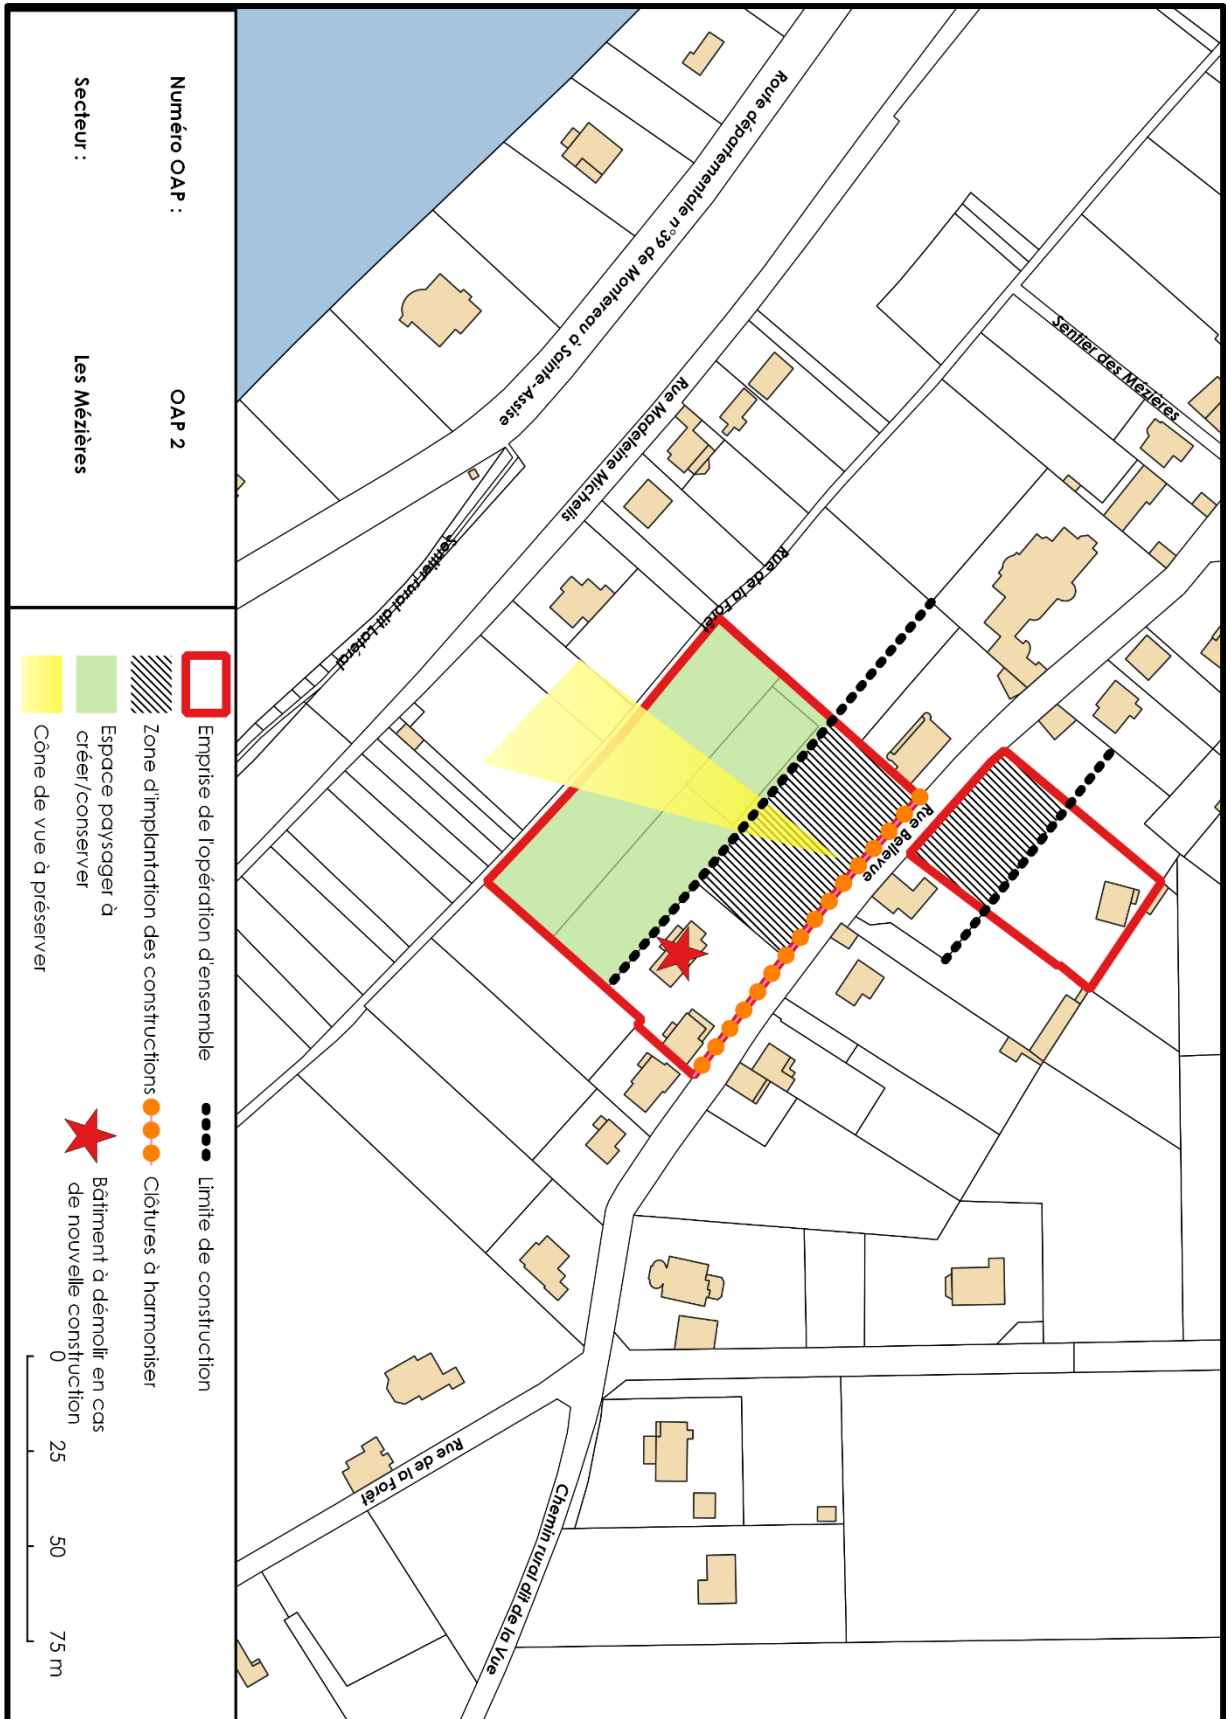 Route départementale n°39 de Montereau à Sainte-Assise
Sentier des Mézières
Rue Madeleine Michelis
Rue de la Forêt
Sentier rural dit Latéral
Rue Bellevue
Rue de la Forêt
Chemin rural dit de la Vue
Numéro OAP :
OAP 2
Secteur :
Les Mézières
Emprise de l'opération d'ensemble
Zone d'implantation des constructions
Espace paysager à
créer/conserver
Cône de vue à préserver
Limite de construction
Clôtures à harmoniser
Bâtiment à démolir en cas
de nouvelle construction
0
25
50
75 m